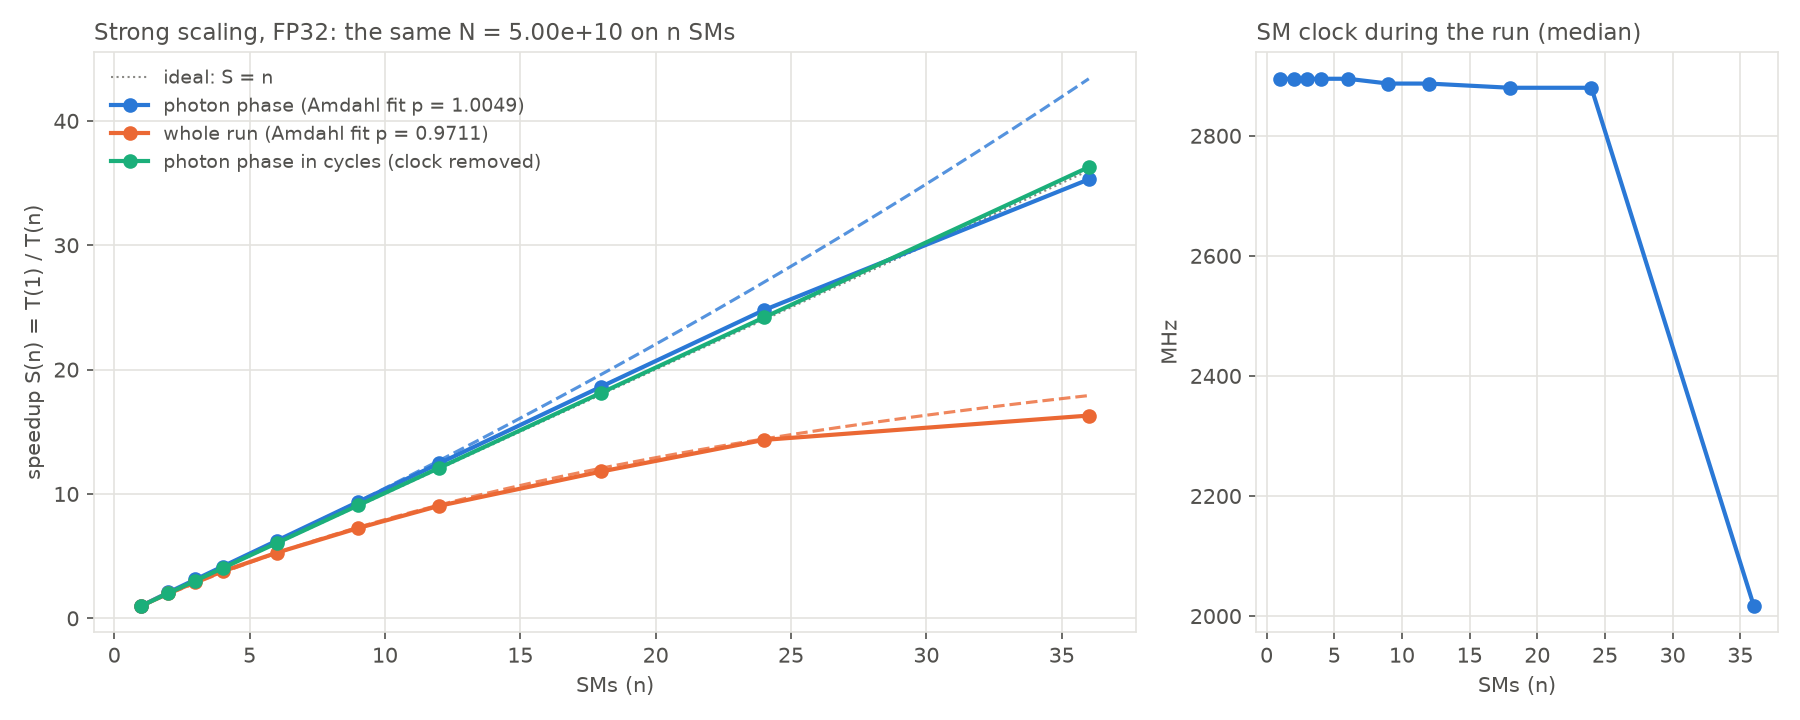 Strong scaling, FP32: the same N = 5.00e+10 on n SMs
ideal: S = n
photon phase (Amdahl fit p = 1.0049)
whole run (Amdahl fit p = 0.9711)
photon phase in cycles (clock removed)
speedup S(n) = T(1) / T(n)
40
30
20
10
0
0 5 10 15 20 25 30 35
SMs (n)
SM clock during the run (median)
MHz
2800
2600
2400
2200
2000
0 5 10 15 20 25 30 35
SMs (n)